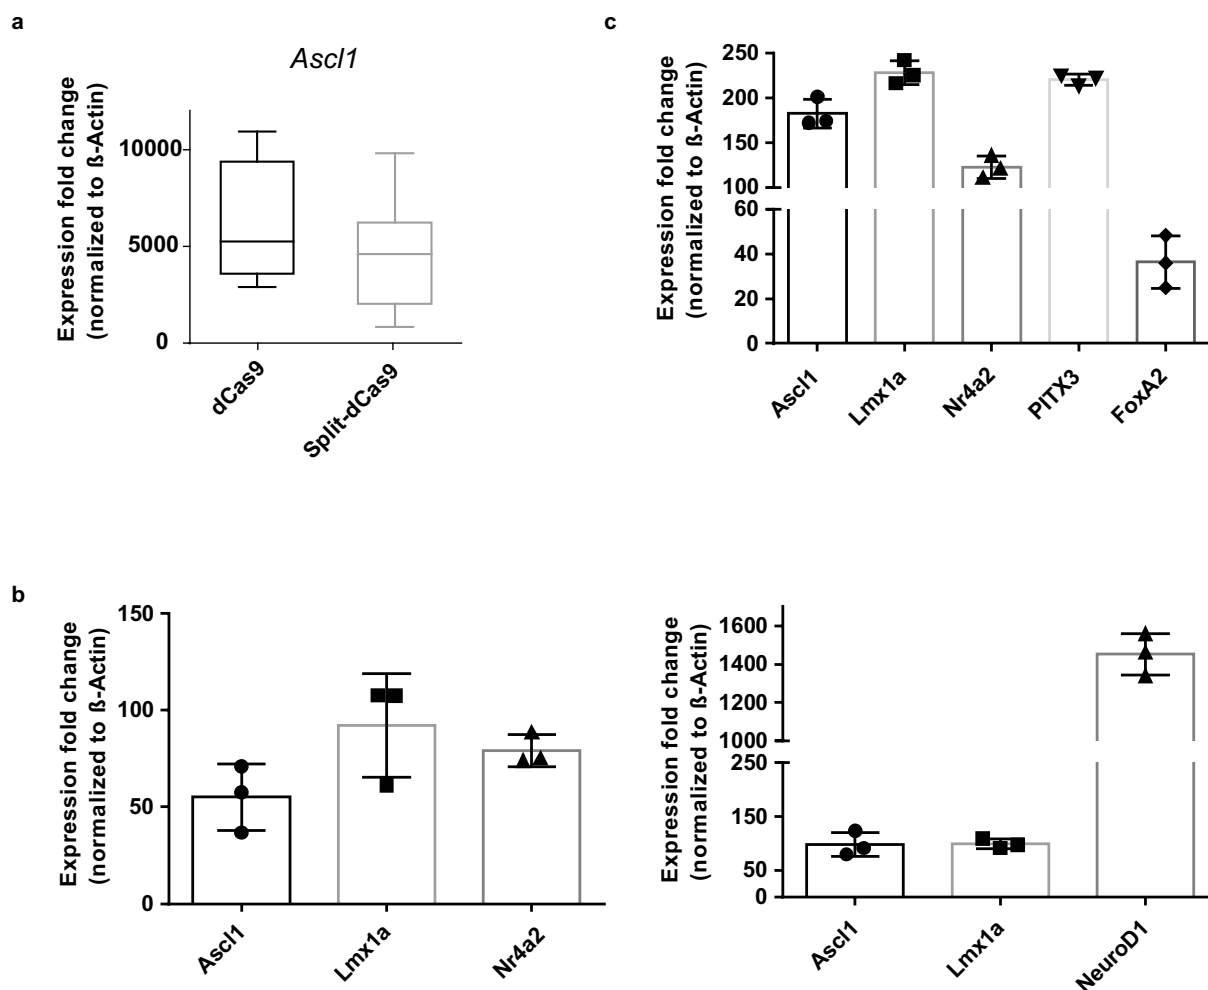 a
Ascl1
Expression fold change
(normalized to ß-Actin)
10000
5000
0
dCas9
Split-dCas9
c
Expression fold change
(normalized to ß-Actin)
250
200
150
100
60
40
20
0
Ascl1
Lmx1a
Nr4a2
PITX3
FoxA2
b
Expression fold change
(normalized to ß-Actin)
150
100
50
0
Ascl1
Lmx1a
Nr4a2
Expression fold change
(normalized to ß-Actin)
1600
1400
1200
1000
250
150
50
0
Ascl1
Lmx1a
NeuroD1